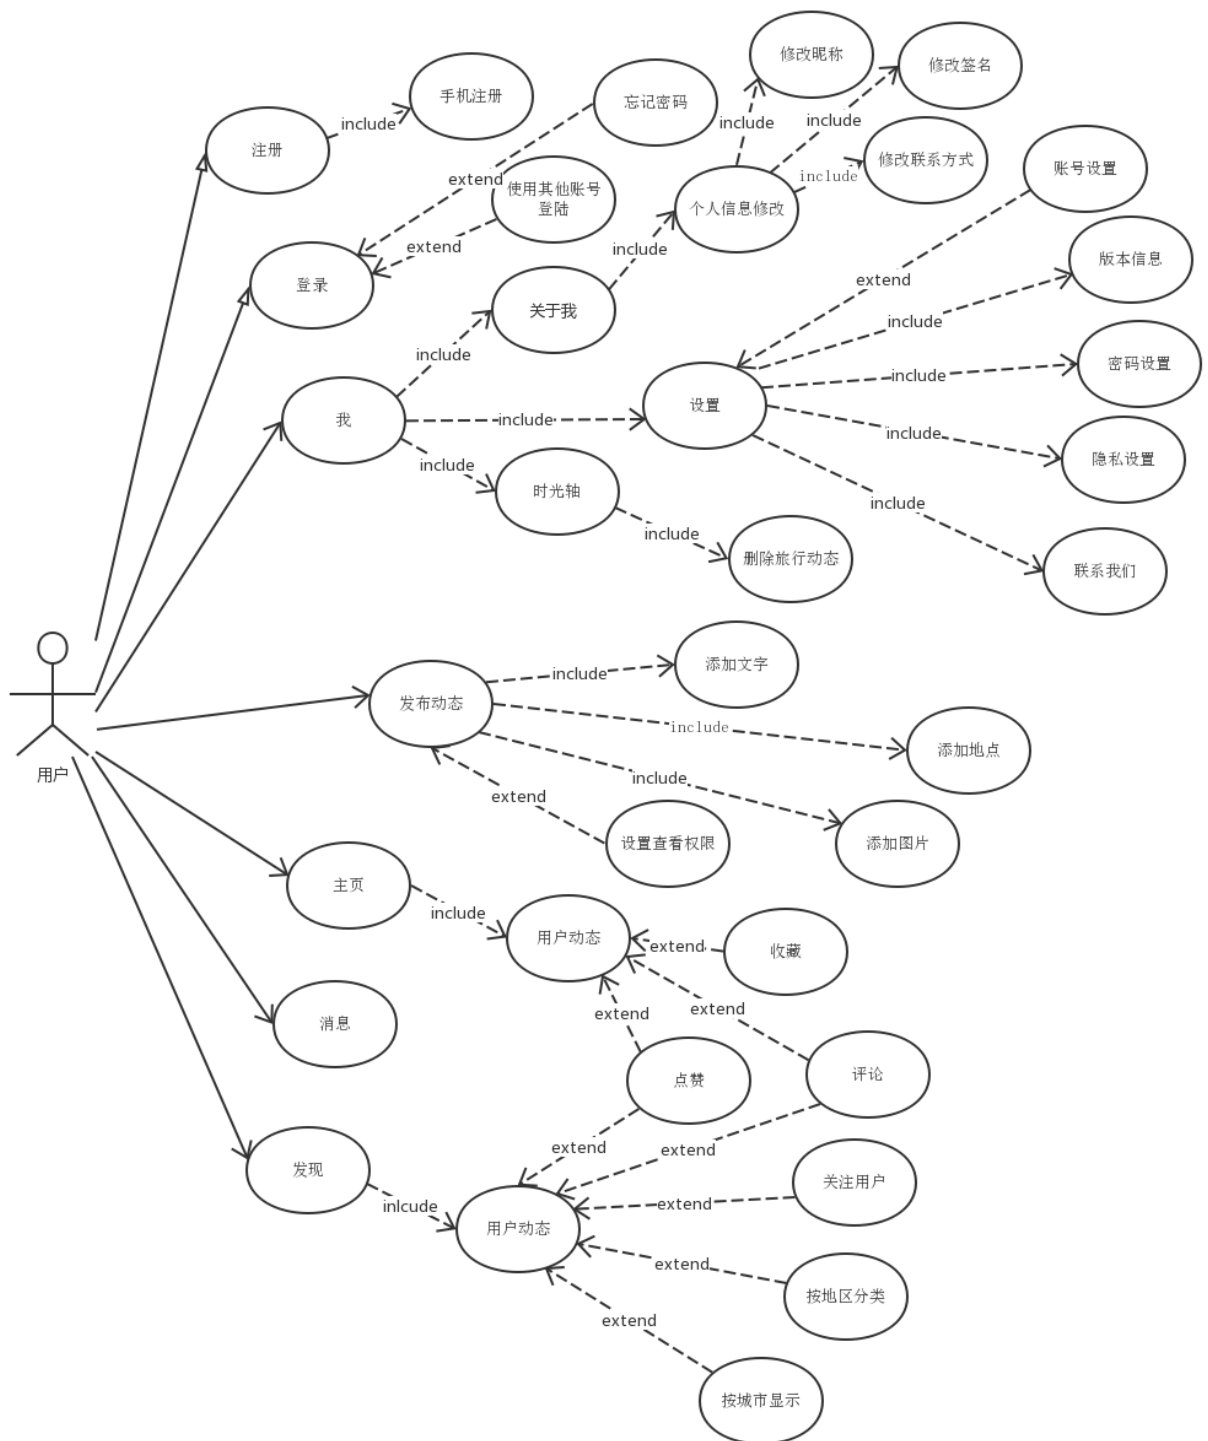 修改昵称
修改签名
手机注册
忘记密码
include
include
include
注册
修改联系方式
账号设置
include
extend
使用其他账号
登陆
个人信息修改
extend
include
版本信息
登录
extend
关于我
include
include
密码设置
include
设置
我
include
include
隐私设置
include
时光轴
include
include
删除旅行动态
联系我们
添加文字
include
发布动态
include
添加地点
用户
include
extend
设置查看权限
添加图片
主页
include
用户动态
extend
收藏
extend
extend
消息
点赞
评论
extend
extend
发现
关注用户
inlcude
extend
用户动态
extend
按地区分类
extend
按城市显示